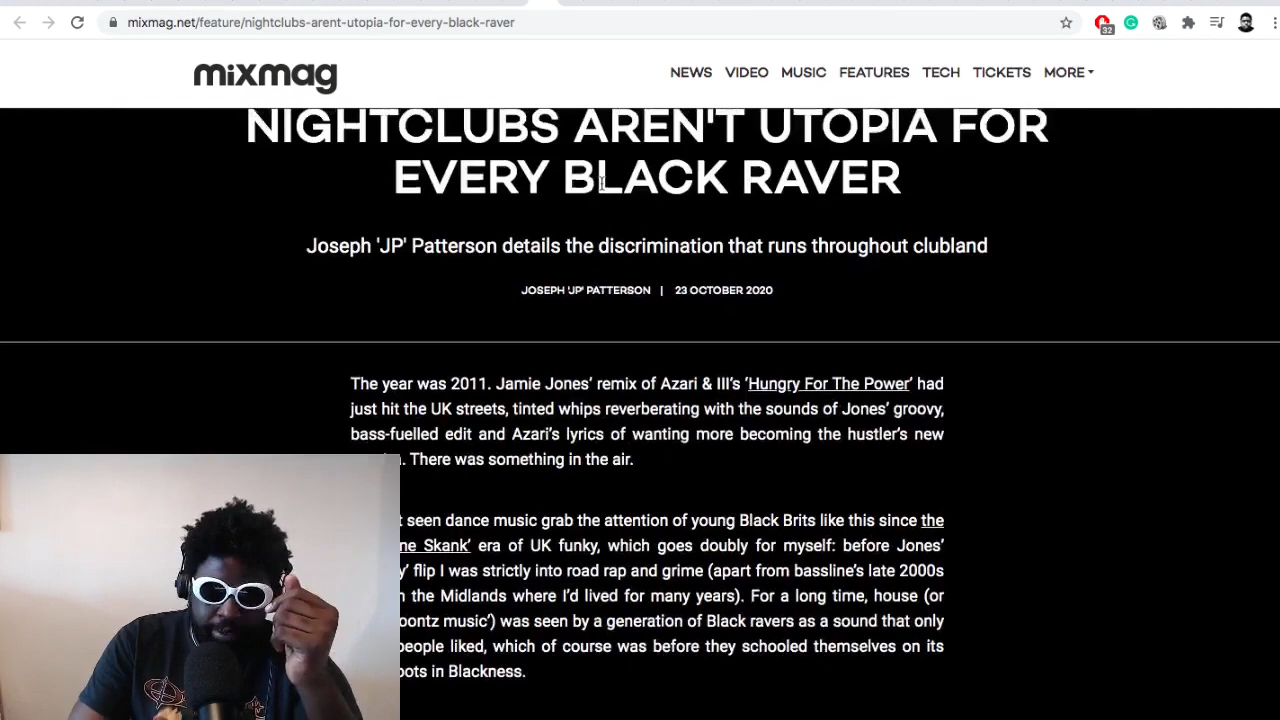 mixmag.net/feature/nightclubs-arent-utopia-for-every-black-raver
32
mixmag
NEWS VIDEO MUSIC FEATURES TECH TICKETS MORE
NIGHTCLUBS AREN'T UTOPIA FOR
EVERY BLACK RAVER
Joseph 'JP' Patterson details the discrimination that runs throughout clubland
JOSEPH 'JP' PATTERSON | 23 OCTOBER 2020
The year was 2011. Jamie Jones’ remix of Azari & III’s ‘Hungry For The Power’ had
just hit the UK streets, tinted whips reverberating with the sounds of Jones’ groovy,
bass-fuelled edit and Azari’s lyrics of wanting more becoming the hustler’s new
. There was something in the air.
seen dance music grab the attention of young Black Brits like this since the
ne Skank’ era of UK funky, which goes doubly for myself: before Jones’
’ flip I was strictly into road rap and grime (apart from bassline’s late 2000s
the Midlands where I’d lived for many years). For a long time, house (or
oontz music’) was seen by a generation of Black ravers as a sound that only
people liked, which of course was before they schooled themselves on its
oots in Blackness.